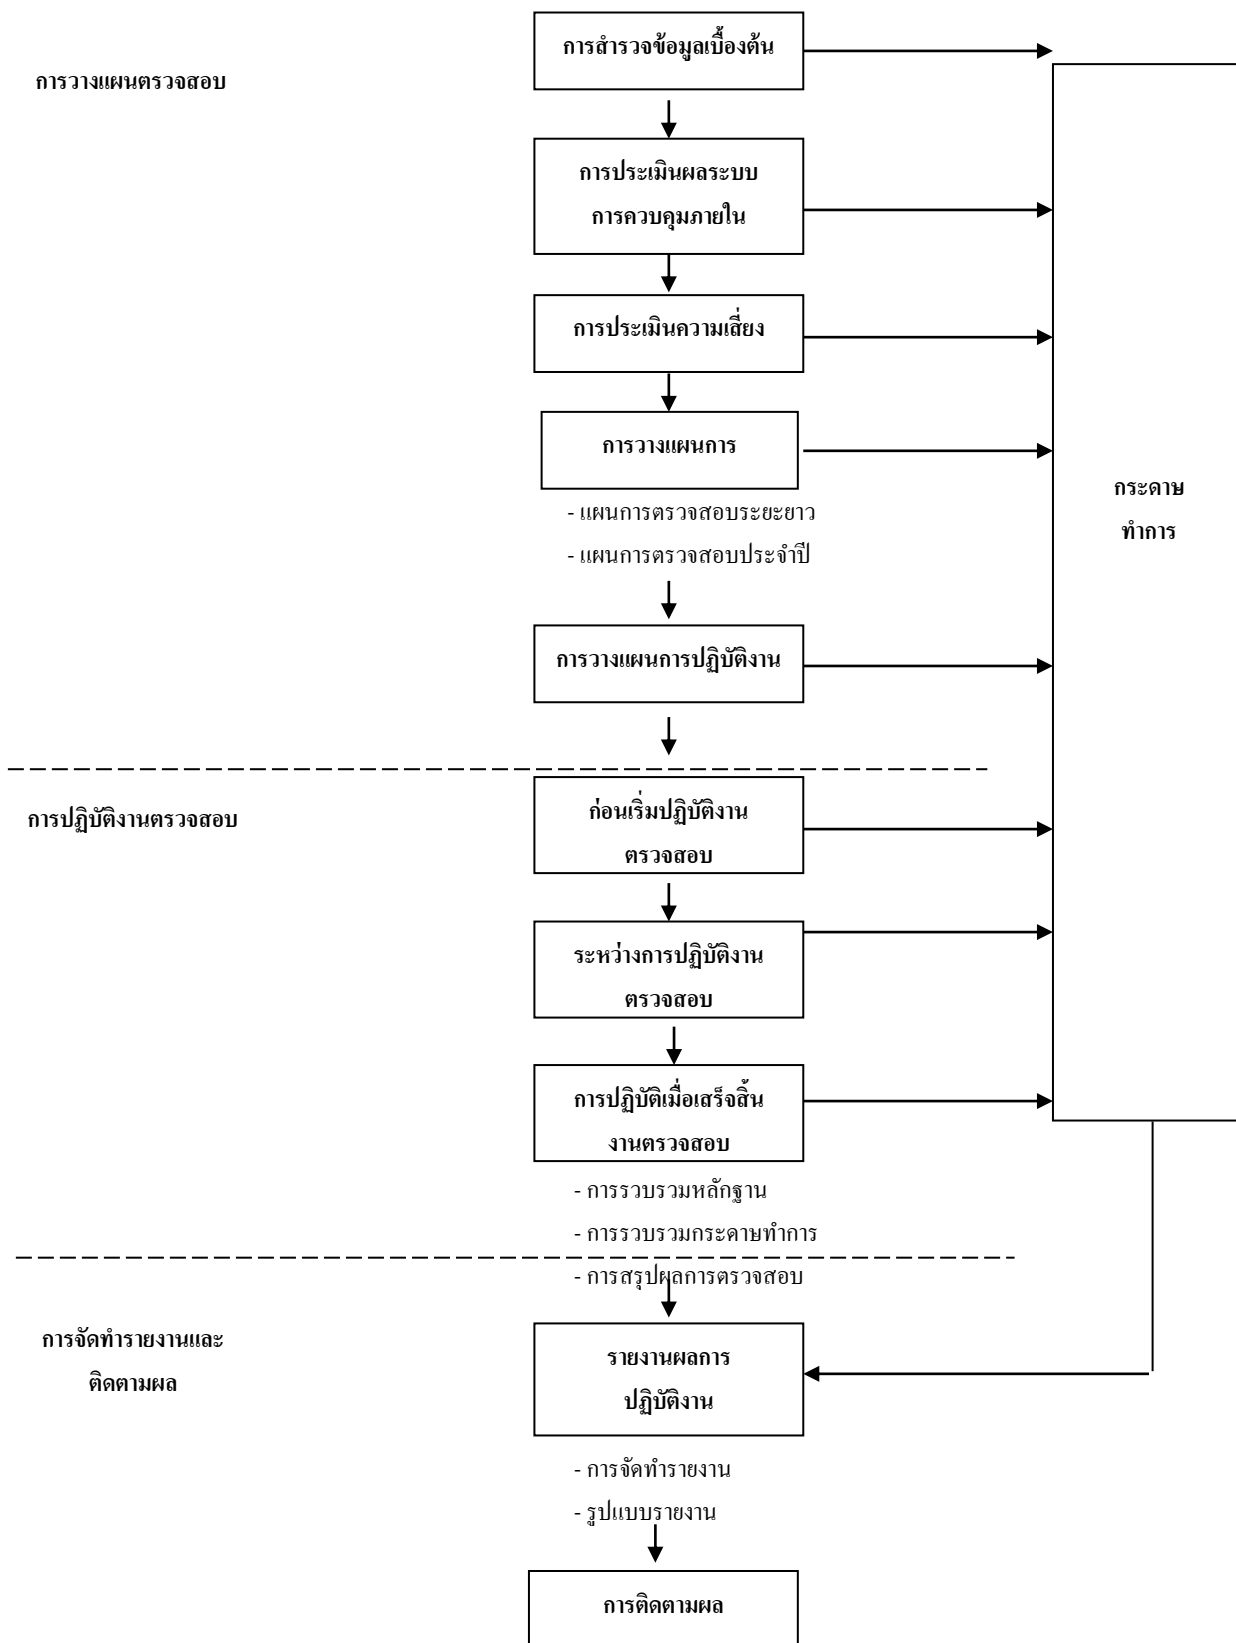 การสำรวจข้อมูลเบื้องต้น
การวางแผนตรวจสอบ
การประเมินผลระบบ
การควบคุมภายใน
การประเมินความเสี่ยง
การวางแผนการ
- แผนการตรวจสอบระยะยาว
- แผนการตรวจสอบประจำปี
กระดาษ
ทำการ
การวางแผนการปฏิบัติงาน
การปฏิบัติงานตรวจสอบ
ก่อนเริ่มปฏิบัติงาน
ตรวจสอบ
ระหว่างการปฏิบัติงาน
ตรวจสอบ
การปฏิบัติเมื่อเสร็จสิ้น
งานตรวจสอบ
- การรวบรวมหลักฐาน
- การรวบรวมกระดาษทำการ
- การสรุปผลการตรวจสอบ
การจัดทำรายงานและ
ติดตามผล
รายงานผลการ
ปฏิบัติงาน
- การจัดทำรายงาน
- รูปแบบรายงาน
การติดตามผล